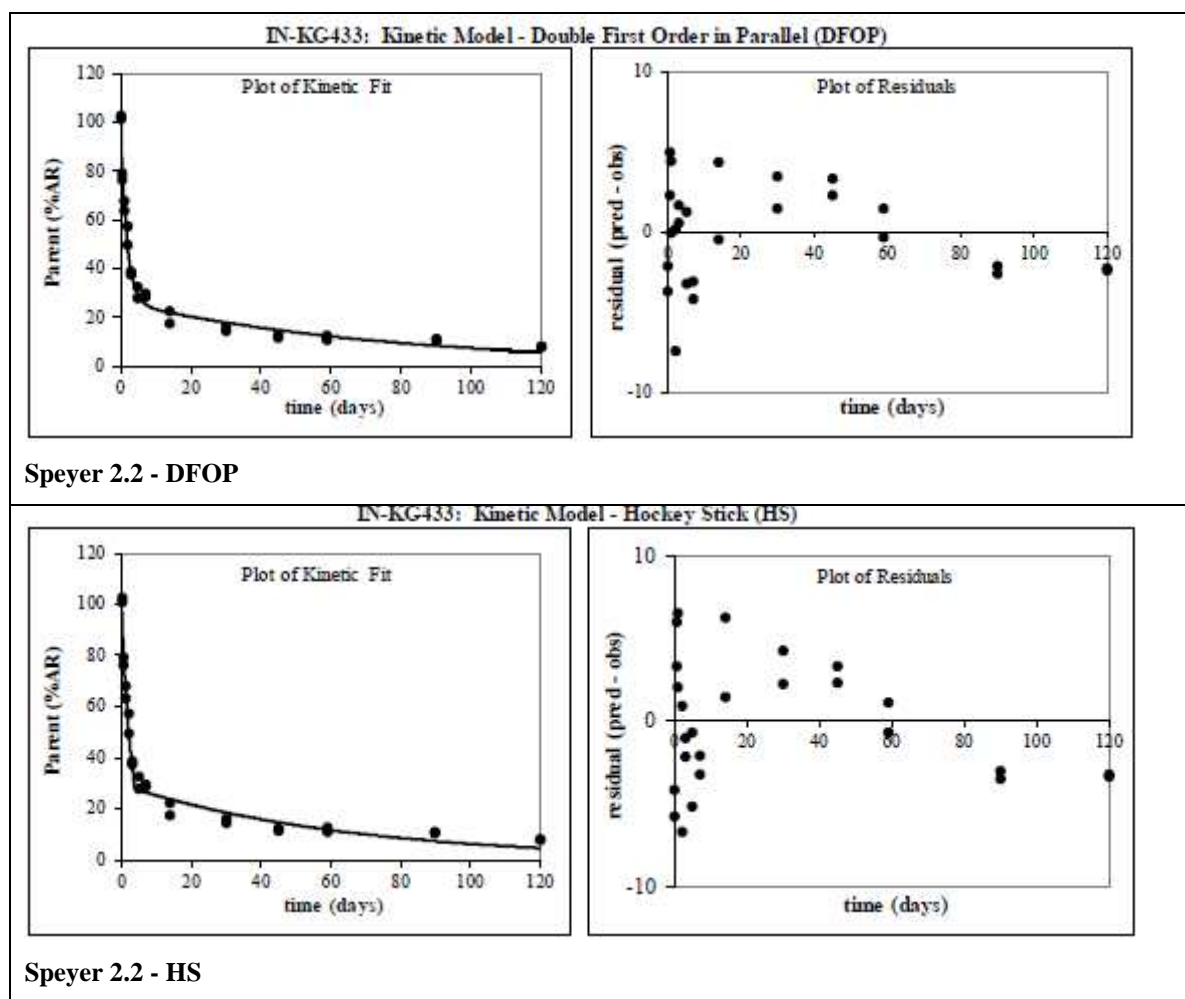 IN-KG433: Kinetic Model - Double First Order in Parallel (DFOP)
Plot of Kinetic Fit
Parent (%AR)
120
100
80
60
40
20
0
0 20 40 60 80 100 120
time (days)
Plot of Residuals
residual (pred - obs)
10
0
-10
0 20 40 60 80 100 120
time (days)
Speyer 2.2 - DFOP
IN-KG433: Kinetic Model - Hockey Stick (HS)
Plot of Kinetic Fit
Parent (%AR)
120
100
80
60
40
20
0
0 20 40 60 80 100 120
time (days)
Plot of Residuals
residual (pred - obs)
10
0
-10
0 20 40 60 80 100 120
time (days)
Speyer 2.2 - HS